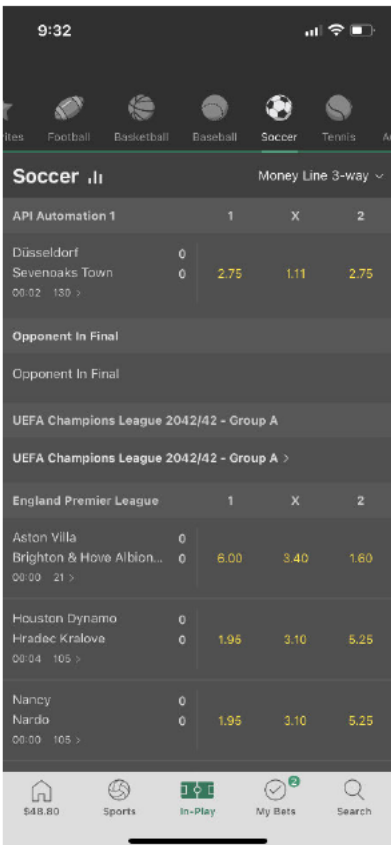 9:32
ites Football Basketball Baseball Soccer Tennis
Soccer Money Line 3-way
API Automation 1 1 X 2
Düsseldorf 0
Sevenoaks Town 0 2.75 1.11 2.75
00:02 130 >
Opponent In Final
Opponent In Final
UEFA Champions League 2042/42 - Group A
UEFA Champions League 2042/42 - Group A >
England Premier League 1 X 2
Aston Villa 0
Brighton & Hove Albion... 0 6.00 3.40 1.60
00:00 21 >
Houston Dynamo 0
Hradec Kralove 0 1.95 3.10 5.25
00:04 105 >
Nancy 0
Nardo 0 1.95 3.10 5.25
00:00 105 >
2
$48.80 Sports In-Play My Bets Search